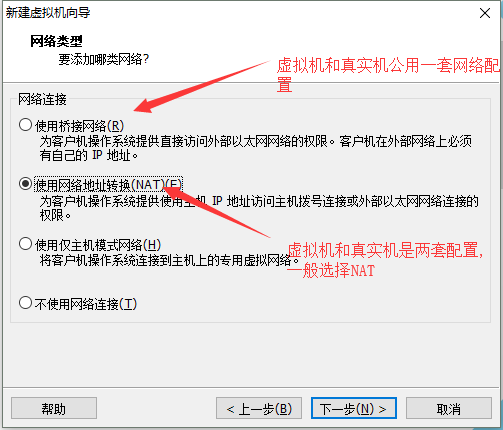 新建虚拟机向导
网络类型
要添加哪类网络?
虚拟机和真实机公用一套网络配
置
网络连接
使用桥接网络(R)
为客户机操作系统提供直接访问外部以太网网络的权限。客户机在外部网络上必须
有自己的 IP 地址。
使用网络地址转换(NAT)(E)
为客户机操作系统提供使用主机 IP 地址访问主机拨号连接或外部以太网网络连接的
权限。
使用仅主机模式网络(H)
将客户机操作系统连接到主机上的专用虚拟网络。
虚拟机和真实机是两套配置,
一般选择NAT
不使用网络连接(T)
帮助
< 上一步(B)
下一步(N) >
取消